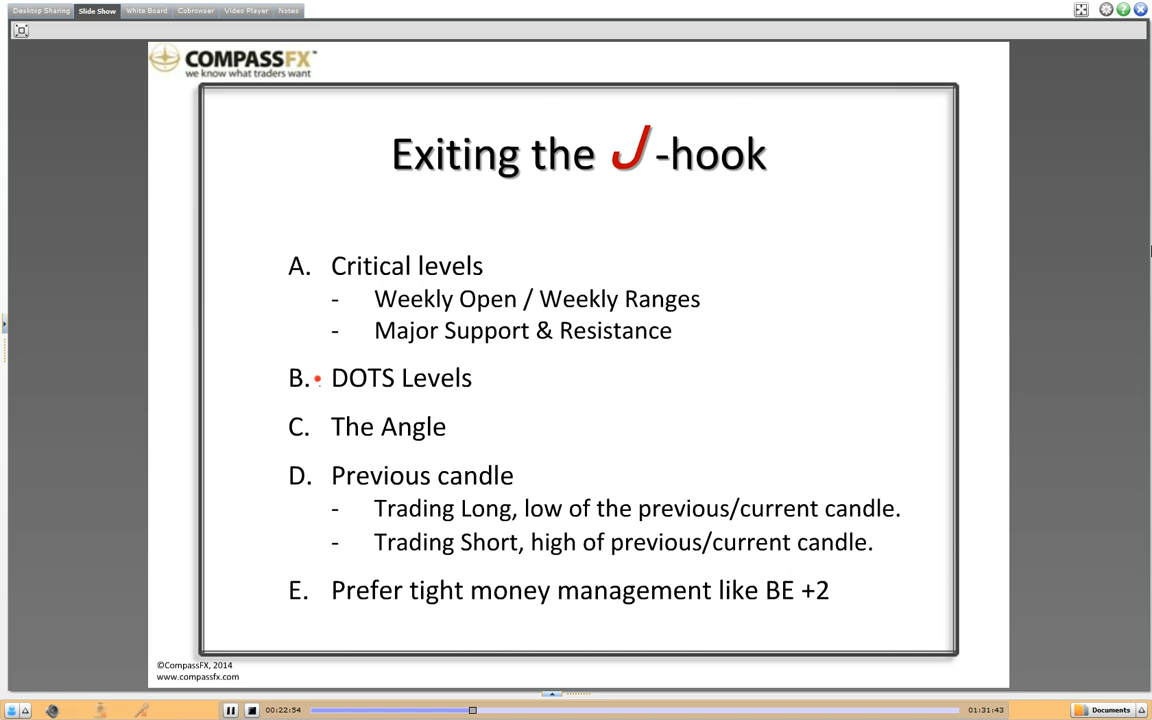 Desktop Sharing Slide Show White Board Cobrowser Video Player Notes
COMPASSFX™
we know what traders want
Exiting the J-hook
A. Critical levels
- Weekly Open / Weekly Ranges
- Major Support & Resistance
B. DOTS Levels
C. The Angle
D. Previous candle
- Trading Long, low of the previous/current candle.
- Trading Short, high of previous/current candle.
E. Prefer tight money management like BE +2
©CompassFX, 2014
www.compassfx.com
00:22:54 01:31:43 Documents